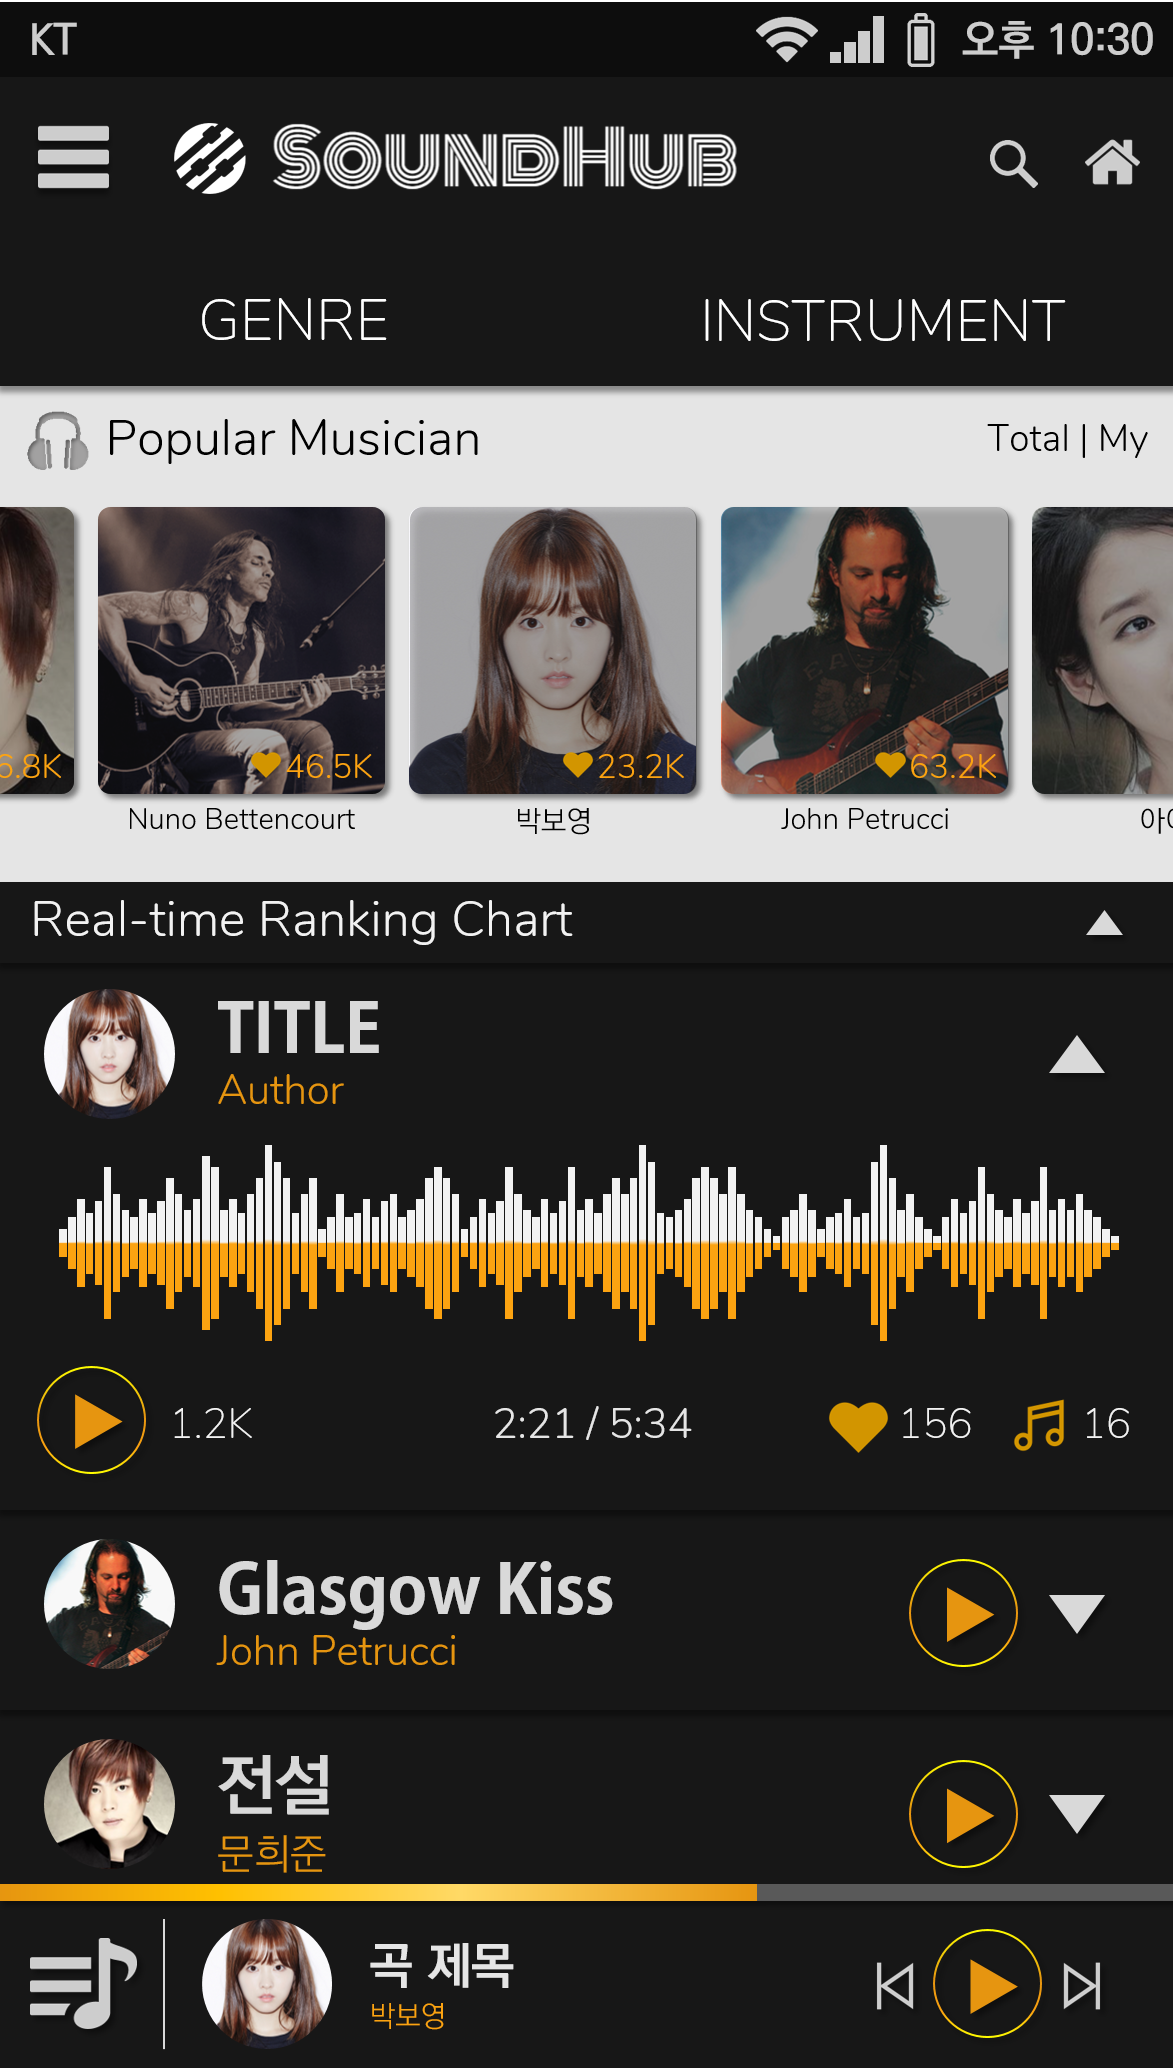 KT 오후 10:30
SOUNDHUB
GENRE INSTRUMENT
Popular Musician Total | My
6.8K 46.5K 23.2K 63.2K
Nuno Bettencourt 박보영 John Petrucci
Real-time Ranking Chart
TITLE
Author
1.2K 2:21 / 5:34 156 16
Glasgow Kiss
John Petrucci
전설
문희준
곡 제목
박보영